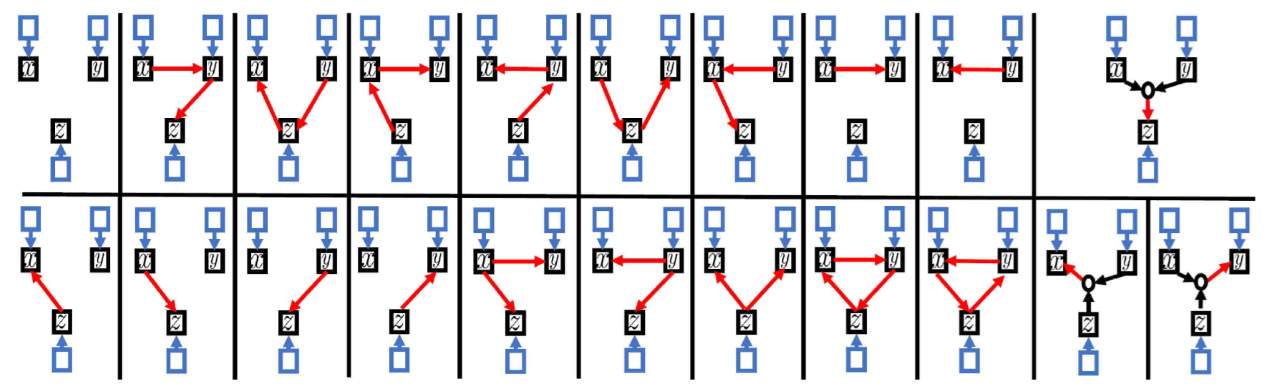 x y x y x y x y x y x y x y x y x y x y
z z z z z z z z z z
x y x y x y x y x y x y x y x y x y x y x y
z z z z z z z z z z z